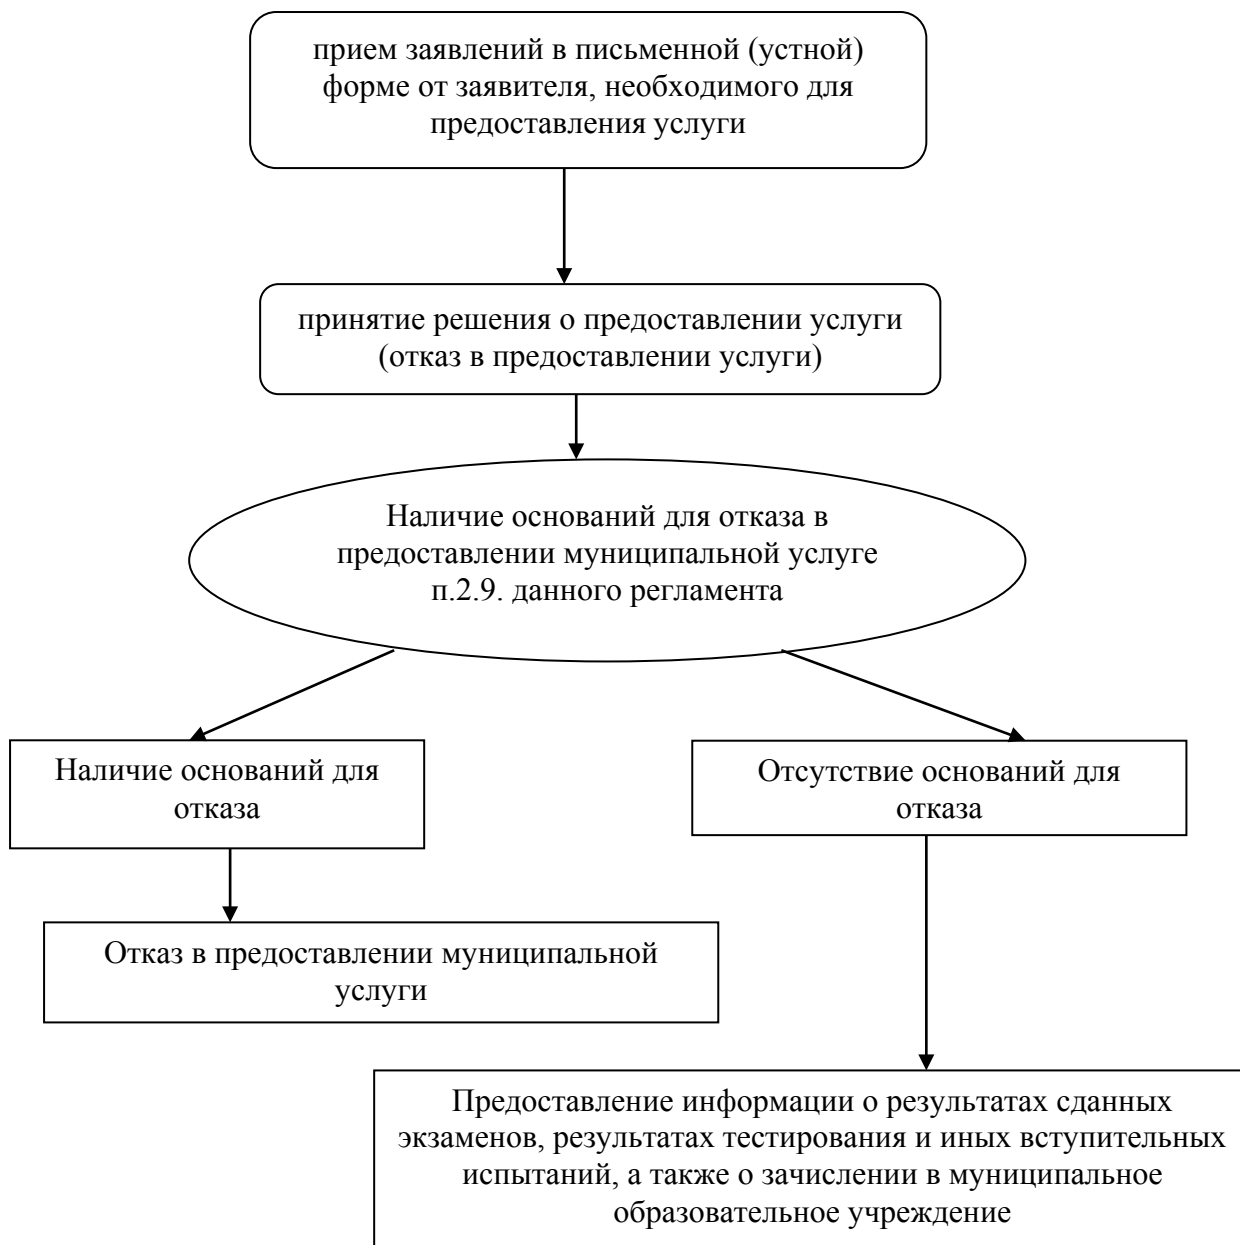 прием заявлений в письменной (устной)
форме от заявителя, необходимого для
предоставления услуги
принятие решения о предоставлении услуги
(отказ в предоставлении услуги)
Наличие оснований для отказа в
предоставлении муниципальной услуге
п.2.9. данного регламента
Наличие оснований для
отказа
Отсутствие оснований для
отказа
Отказ в предоставлении муниципальной
услуги
Предоставление информации о результатах сданных
экзаменов, результатах тестирования и иных вступительных
испытаний, а также о зачислении в муниципальное
образовательное учреждение